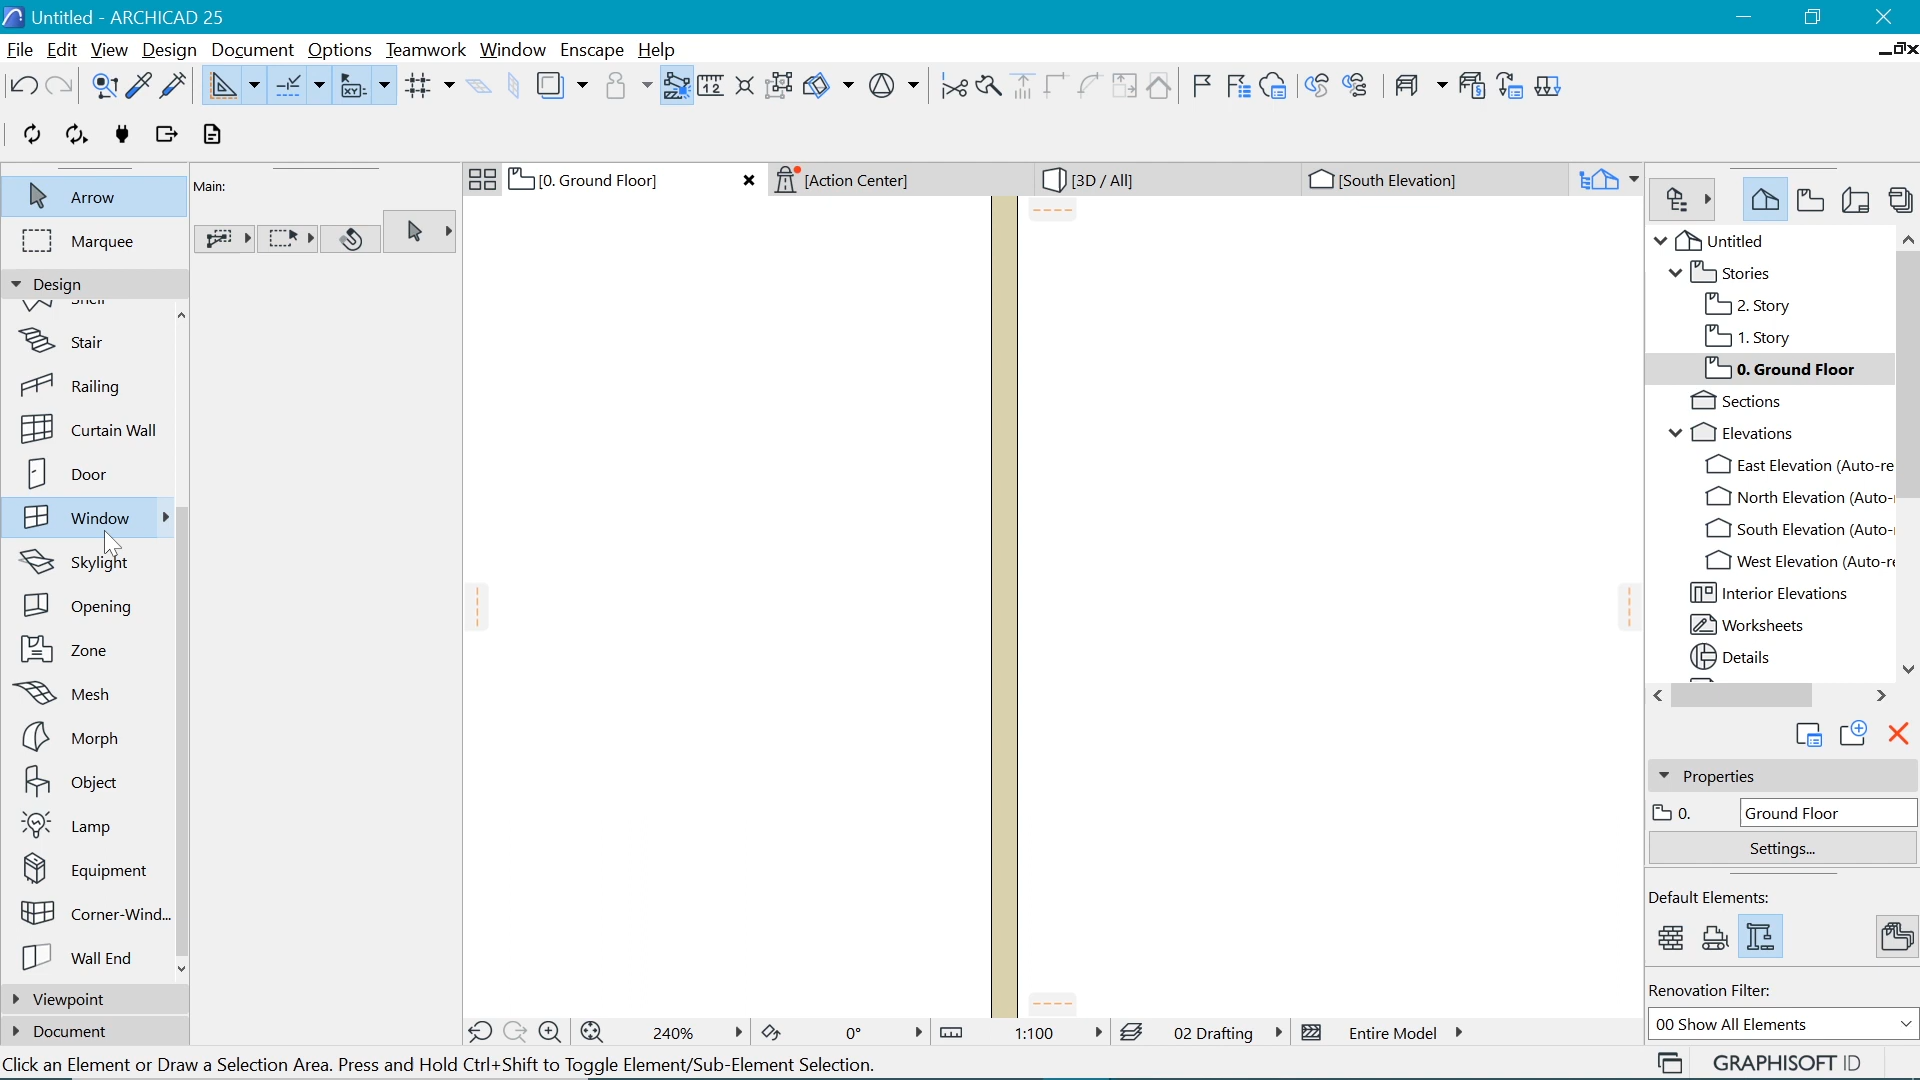 Untitled - ARCHICAD 25
File Edit View Design Document Options Teamwork Window Enscape Help
Main:
Arrow
Marquee
Design
Shell
Stair
Railing
Curtain Wall
Door
Window
Skylight
Opening
Zone
Mesh
Morph
Object
Lamp
Equipment
Corner-Wind...
Wall End
Viewpoint
Document
[0. Ground Floor]
[Action Center]
[3D / All]
[South Elevation]
Untitled
Stories
2. Story
1. Story
0. Ground Floor
Sections
Elevations
East Elevation (Auto-re
North Elevation (Auto-
South Elevation (Auto-
West Elevation (Auto-re
Interior Elevations
Worksheets
Details
Properties
0. Ground Floor
Settings...
Default Elements:
Renovation Filter:
00 Show All Elements
240% 0° 1:100 02 Drafting Entire Model
Click an Element or Draw a Selection Area. Press and Hold Ctrl+Shift to Toggle Element/Sub-Element Selection.
GRAPHISOFT ID